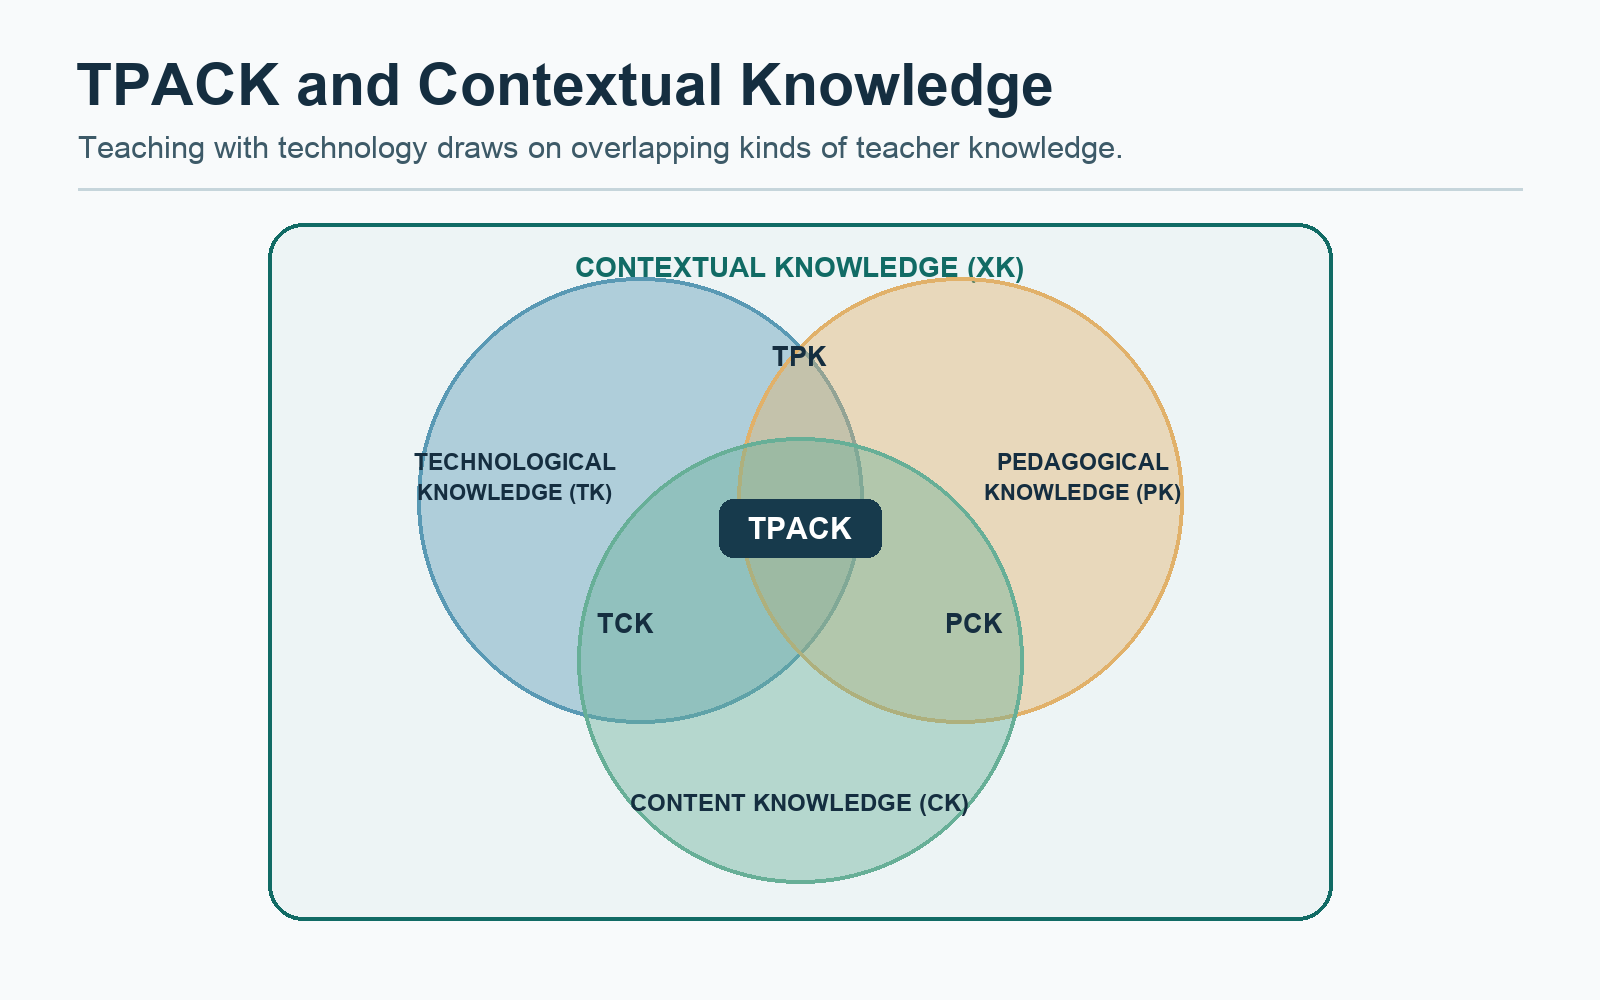 TPACK and Contextual Knowledge
Teaching with technology draws on overlapping kinds of teacher knowledge.
CONTEXTUAL KNOWLEDGE (XK)
TPK
TECHNOLOGICAL
KNOWLEDGE (TK)
PEDAGOGICAL
KNOWLEDGE (PK)
TPACK
TCK
PCK
CONTENT KNOWLEDGE (CK)